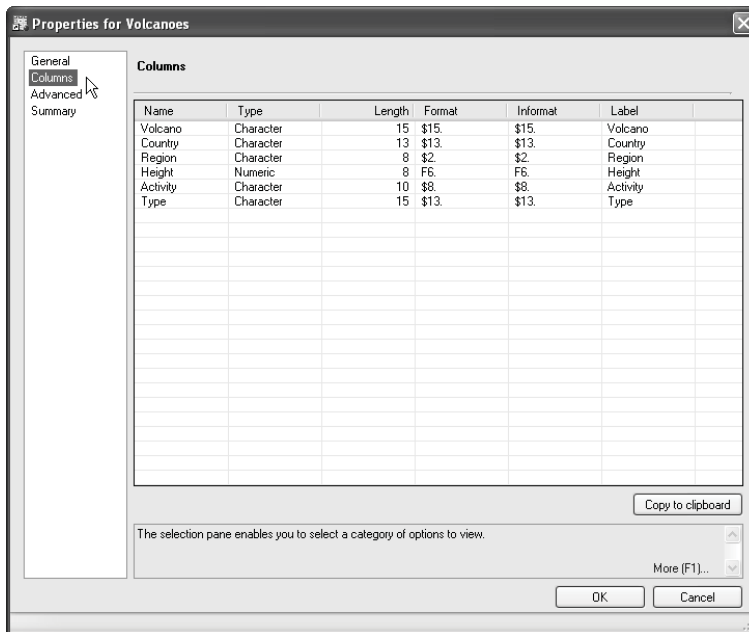 Properties for Volcanoes
General
Columns
Advanced
Summary
Columns
Name Type Length Format Informat Label
Volcano Character 15 $15. $15. Volcano
Country Character 13 $13. $13. Country
Region Character 8 $2. $2. Region
Height Numeric 8 F6. F6. Height
Activity Character 10 $8. $8. Activity
Type Character 15 $13. $13. Type
Copy to clipboard
The selection pane enables you to select a category of options to view.
More (F1)...
OK Cancel